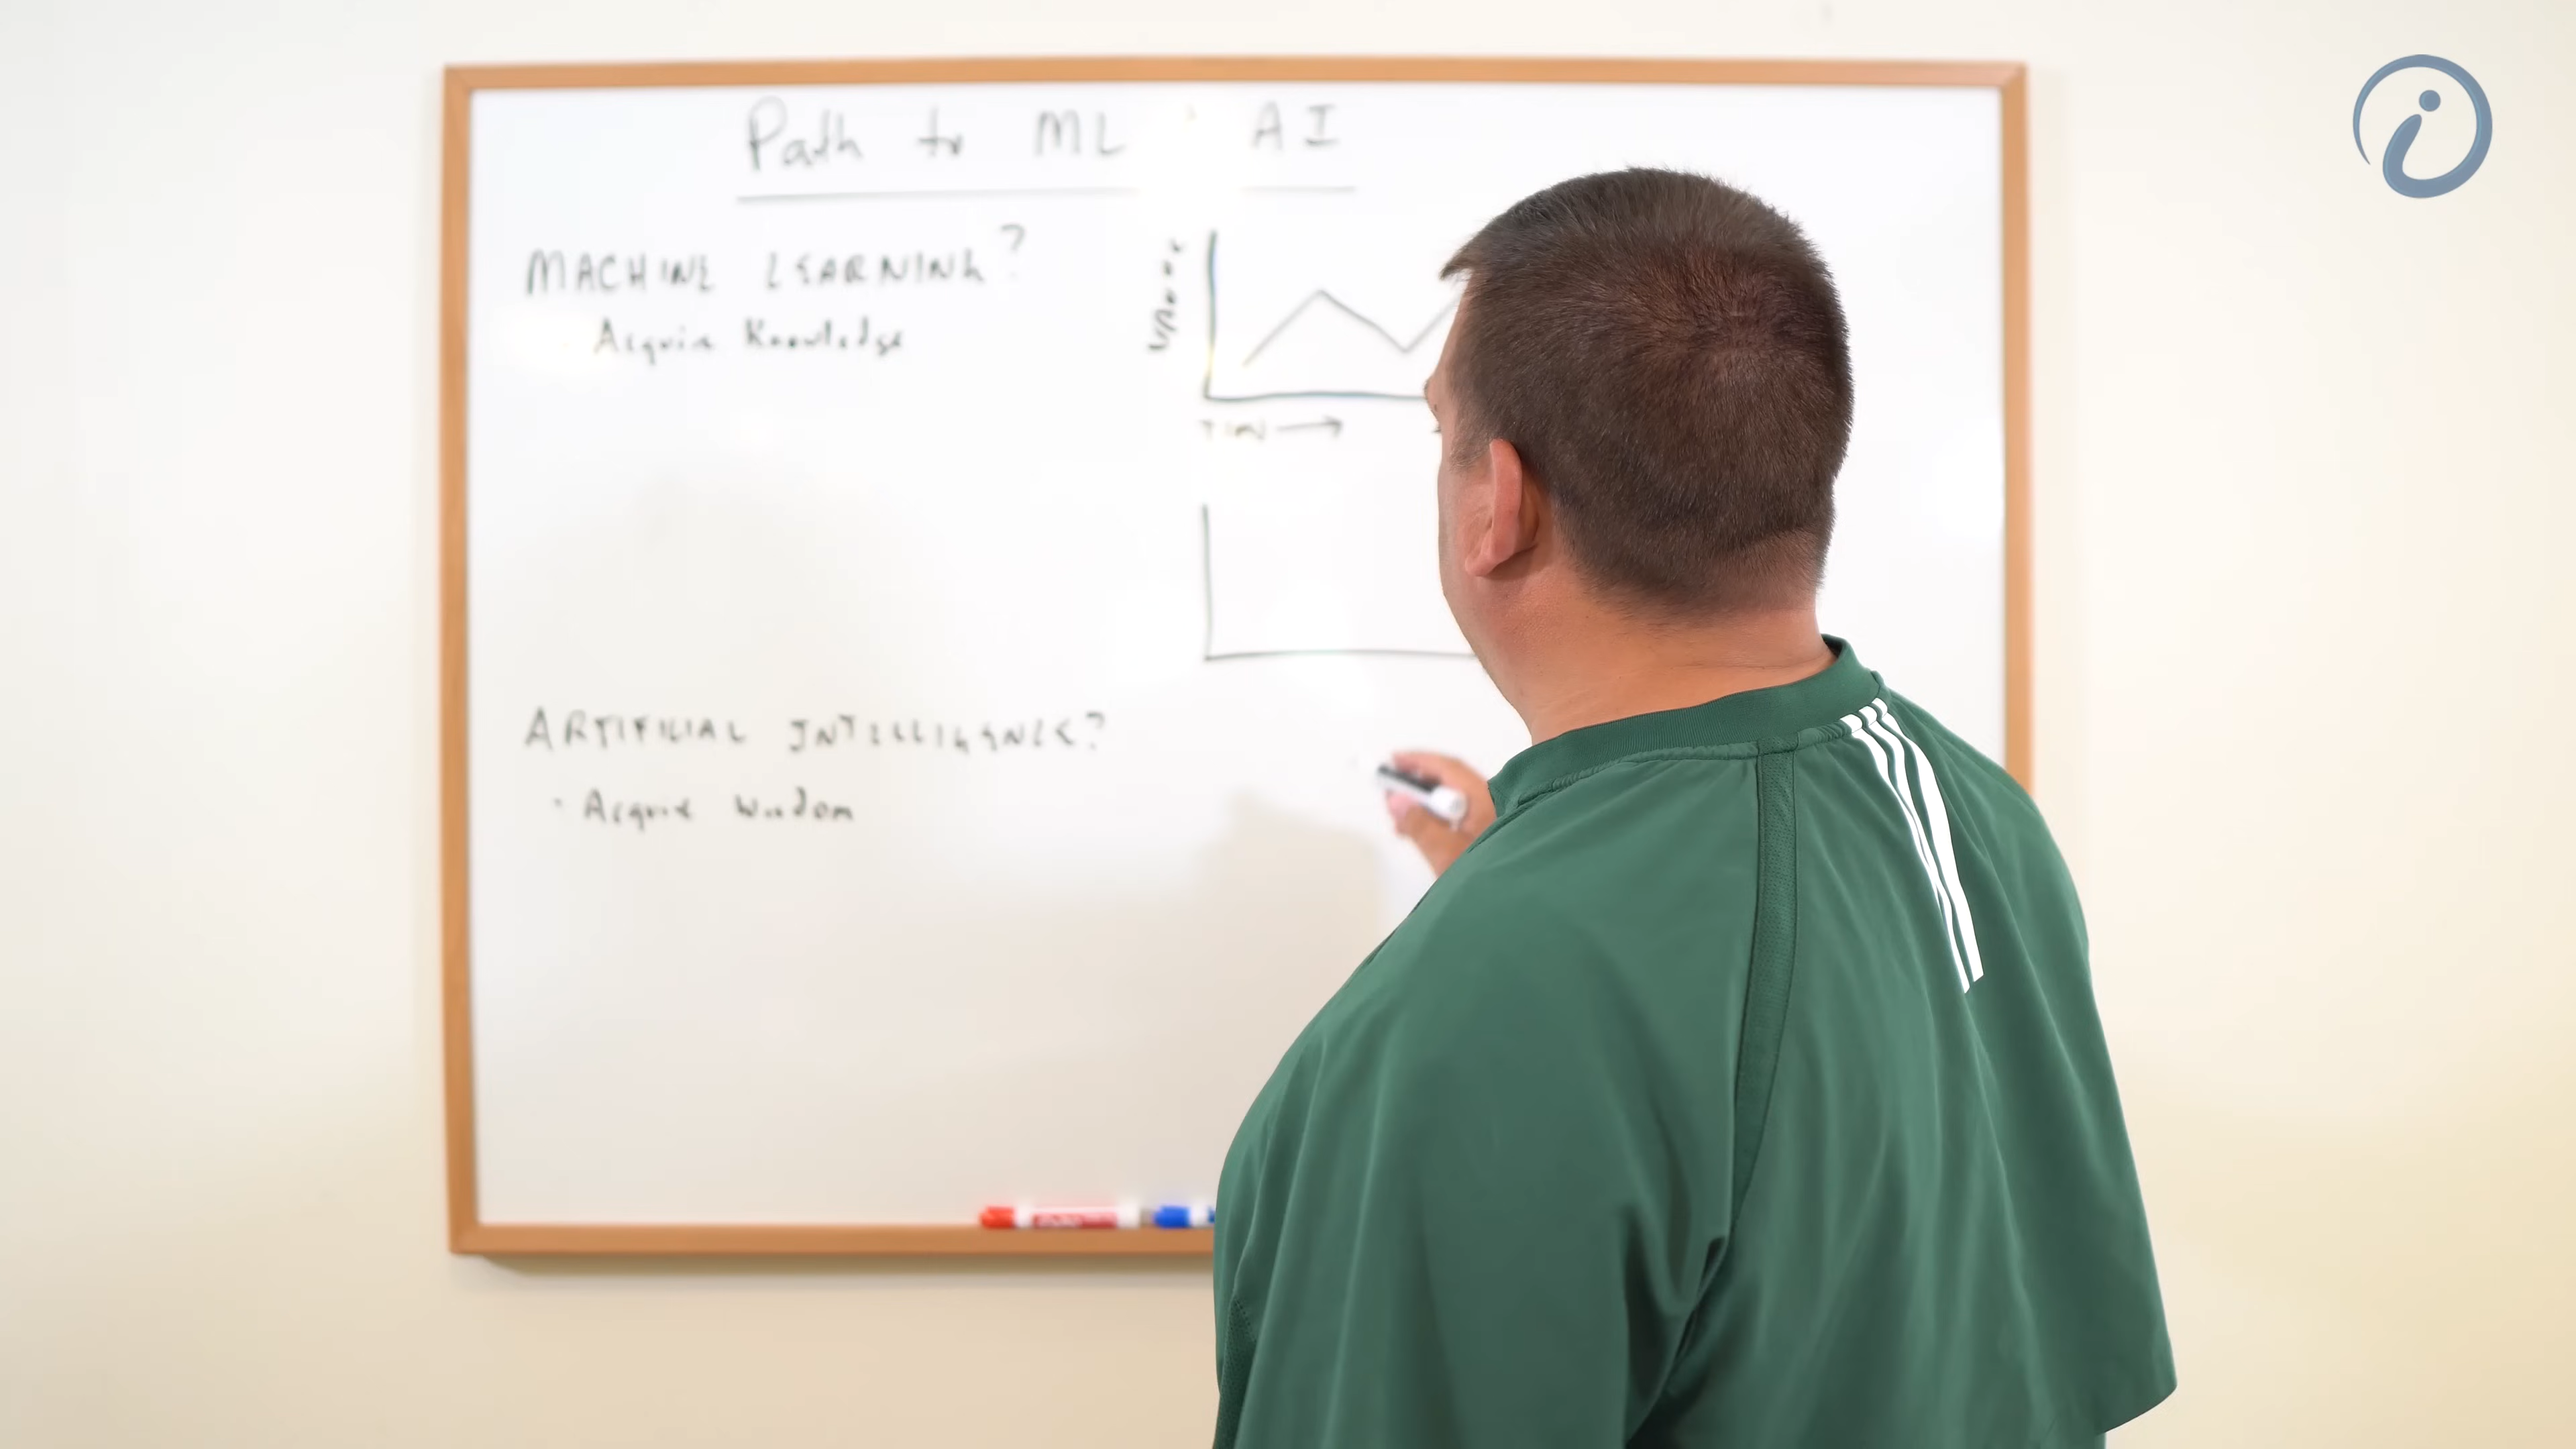 Path to ML AI
MACHINE LEARNING?
Acquire Knowledge
TIME →
ARTIFICIAL INTELLIGENCE?
· Acquire Wisdom